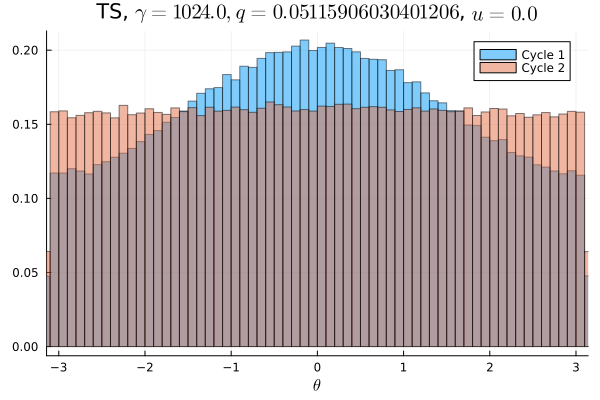 TS, γ = 1024.0, q = 0.05115906030401206, u = 0.0
Cycle 1
Cycle 2
0.20
0.15
0.10
0.05
0.00
−3 −2 −1 0 1 2 3
θ